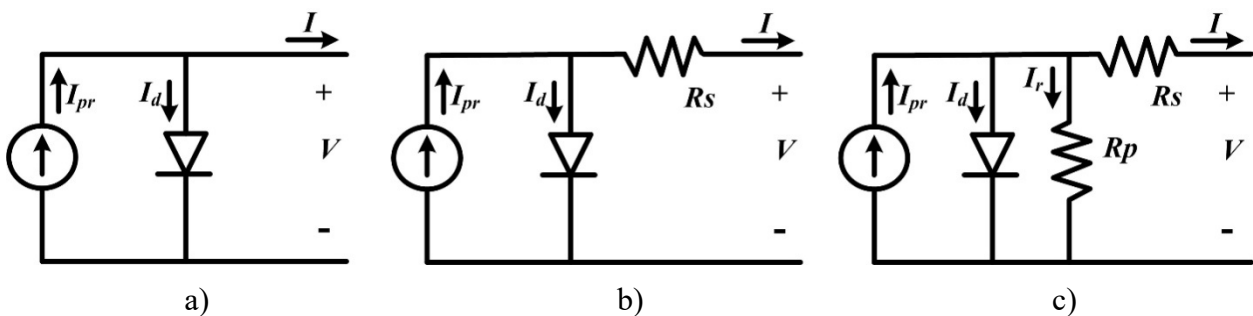 I I I
I_pr I_d + I_pr I_d Rs + I_pr I_d I_r Rs +
V V Rp V
- - -
a) b) c)